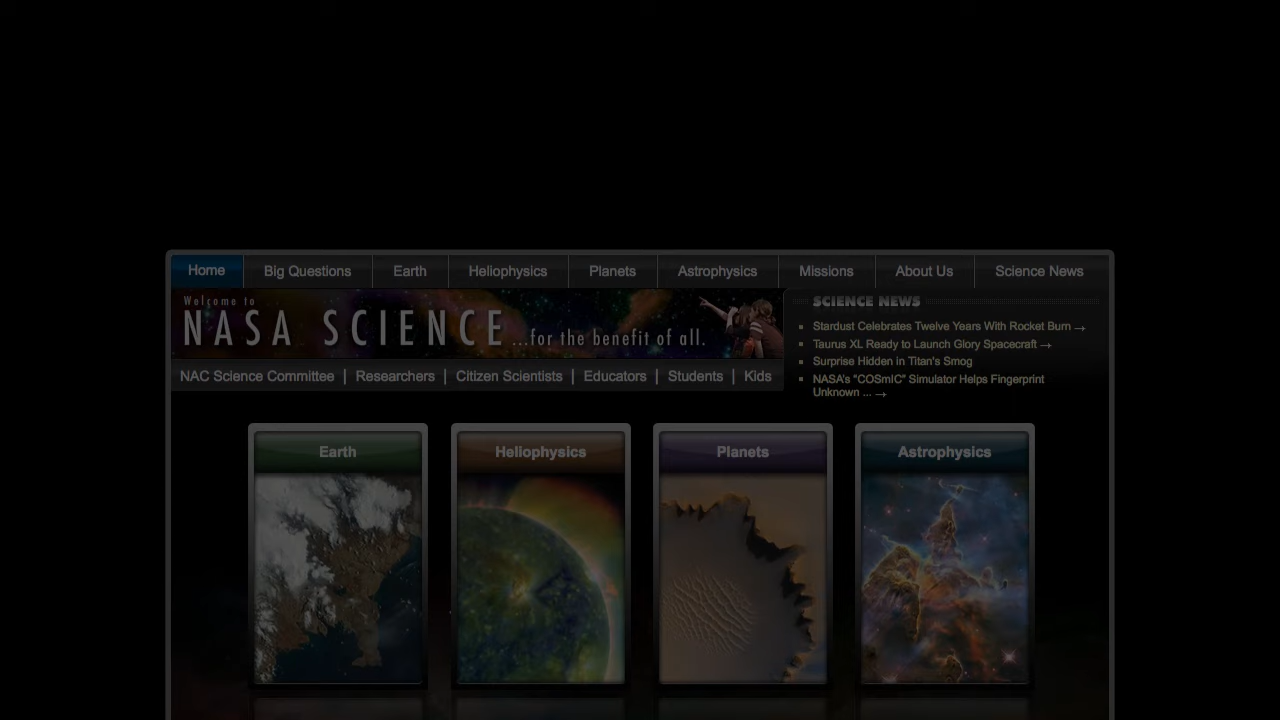 Home Big Questions Earth Heliophysics Planets Astrophysics Missions About Us Science News
Welcome to
NASA SCIENCE ...for the benefit of all.
NAC Science Committee | Researchers | Citizen Scientists | Educators | Students | Kids
SCIENCE NEWS
Stardust Celebrates Twelve Years With Rocket Burn →
Taurus XL Ready to Launch Glory Spacecraft →
Surprise Hidden in Titan's Smog
NASA's "COSmIC" Simulator Helps Fingerprint
Unknown ... →
Earth Heliophysics Planets Astrophysics